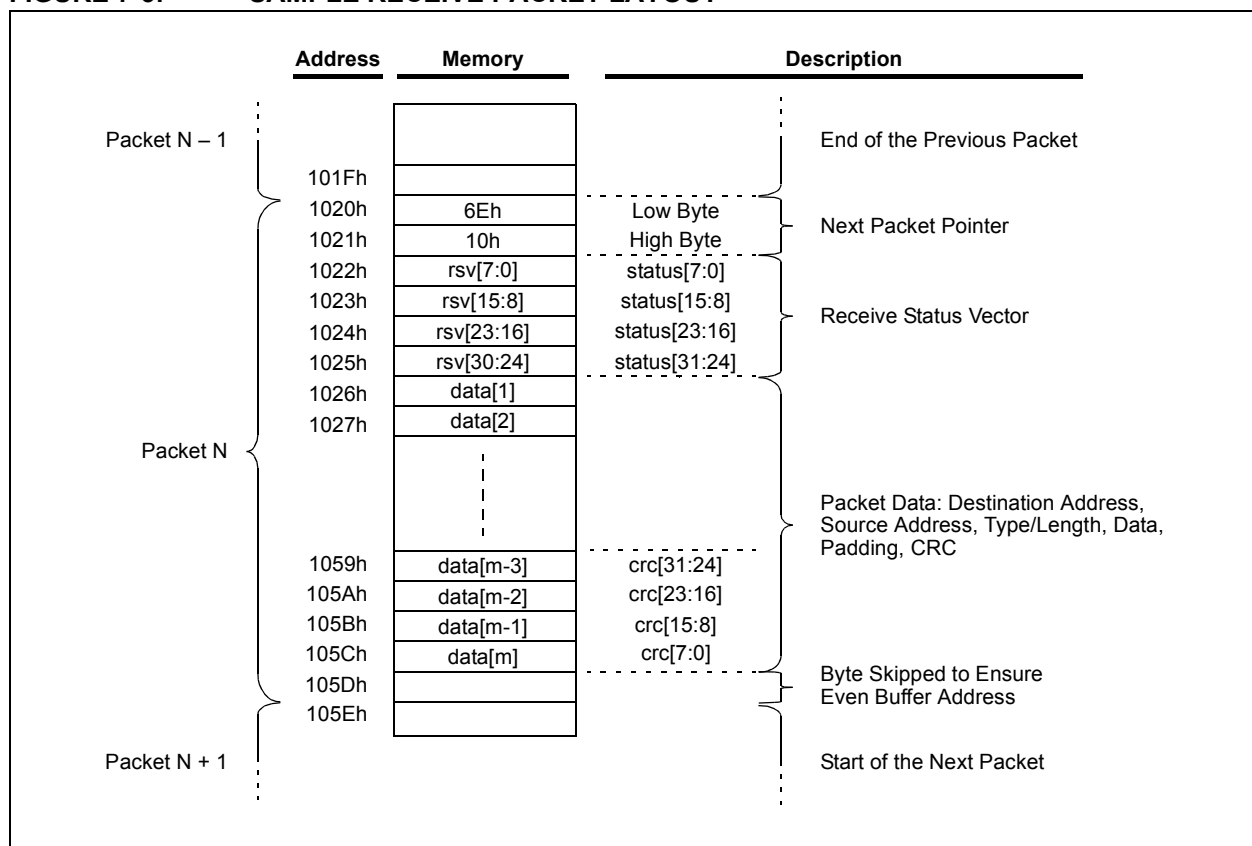 FIGURE 7-3: SAMPLE RECEIVE PACKET LAYOUT
Address Memory Description
Packet N – 1 End of the Previous Packet
101Fh
1020h 6Eh Low Byte
Next Packet Pointer
1021h 10h High Byte
1022h rsv[7:0] status[7:0]
1023h rsv[15:8] status[15:8]
Receive Status Vector
1024h rsv[23:16] status[23:16]
1025h rsv[30:24] status[31:24]
1026h data[1]
1027h data[2]
Packet N
Packet Data: Destination Address,
Source Address, Type/Length, Data,
Padding, CRC
1059h data[m-3] crc[31:24]
105Ah data[m-2] crc[23:16]
105Bh data[m-1] crc[15:8]
105Ch data[m] crc[7:0]
Byte Skipped to Ensure
Even Buffer Address
105Dh
105Eh
Packet N + 1 Start of the Next Packet